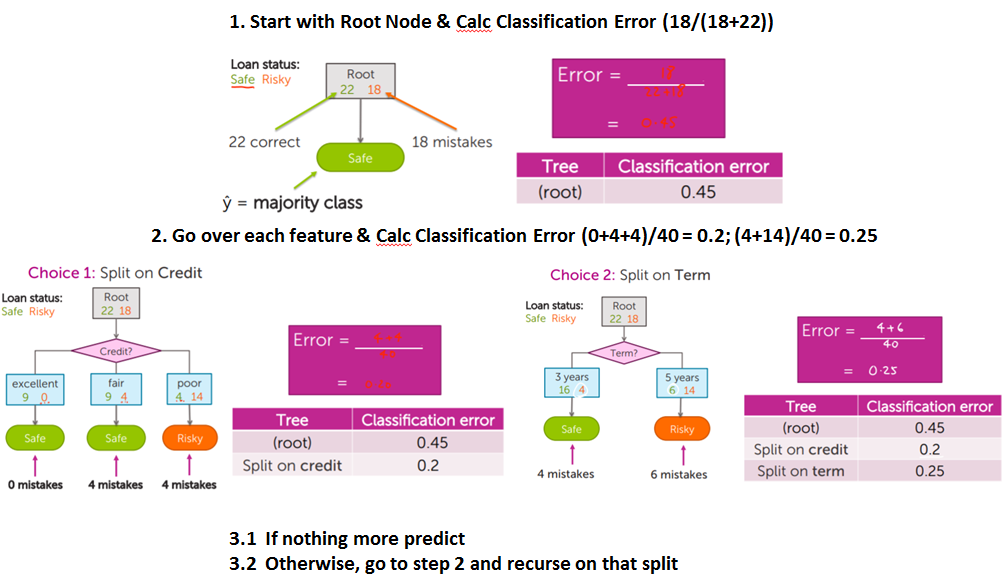 1. Start with Root Node & Calc Classification Error (18/(18+22))
Loan status:
Safe Risky
Root
22 18
22 correct
18 mistakes
Safe
ŷ = majority class
Error = 18
22+18
= 0.45
Tree Classification error
(root) 0.45
2. Go over each feature & Calc Classification Error (0+4+4)/40 = 0.2; (4+14)/40 = 0.25
Choice 1: Split on Credit
Loan status:
Safe Risky
Root
22 18
Credit?
excellent
9 0
fair
9 4
poor
4 14
Safe
Safe
Risky
0 mistakes
4 mistakes
4 mistakes
Error = 4+4
40
=
Tree Classification error
(root) 0.45
Split on credit 0.2
Choice 2: Split on Term
Loan status:
Safe Risky
Root
22 18
Term?
3 years
16 4
5 years
6 14
Safe
Risky
4 mistakes
6 mistakes
Error = 4+6
40
= 0.25
Tree Classification error
(root) 0.45
Split on credit 0.2
Split on term 0.25
3.1 If nothing more predict
3.2 Otherwise, go to step 2 and recurse on that split